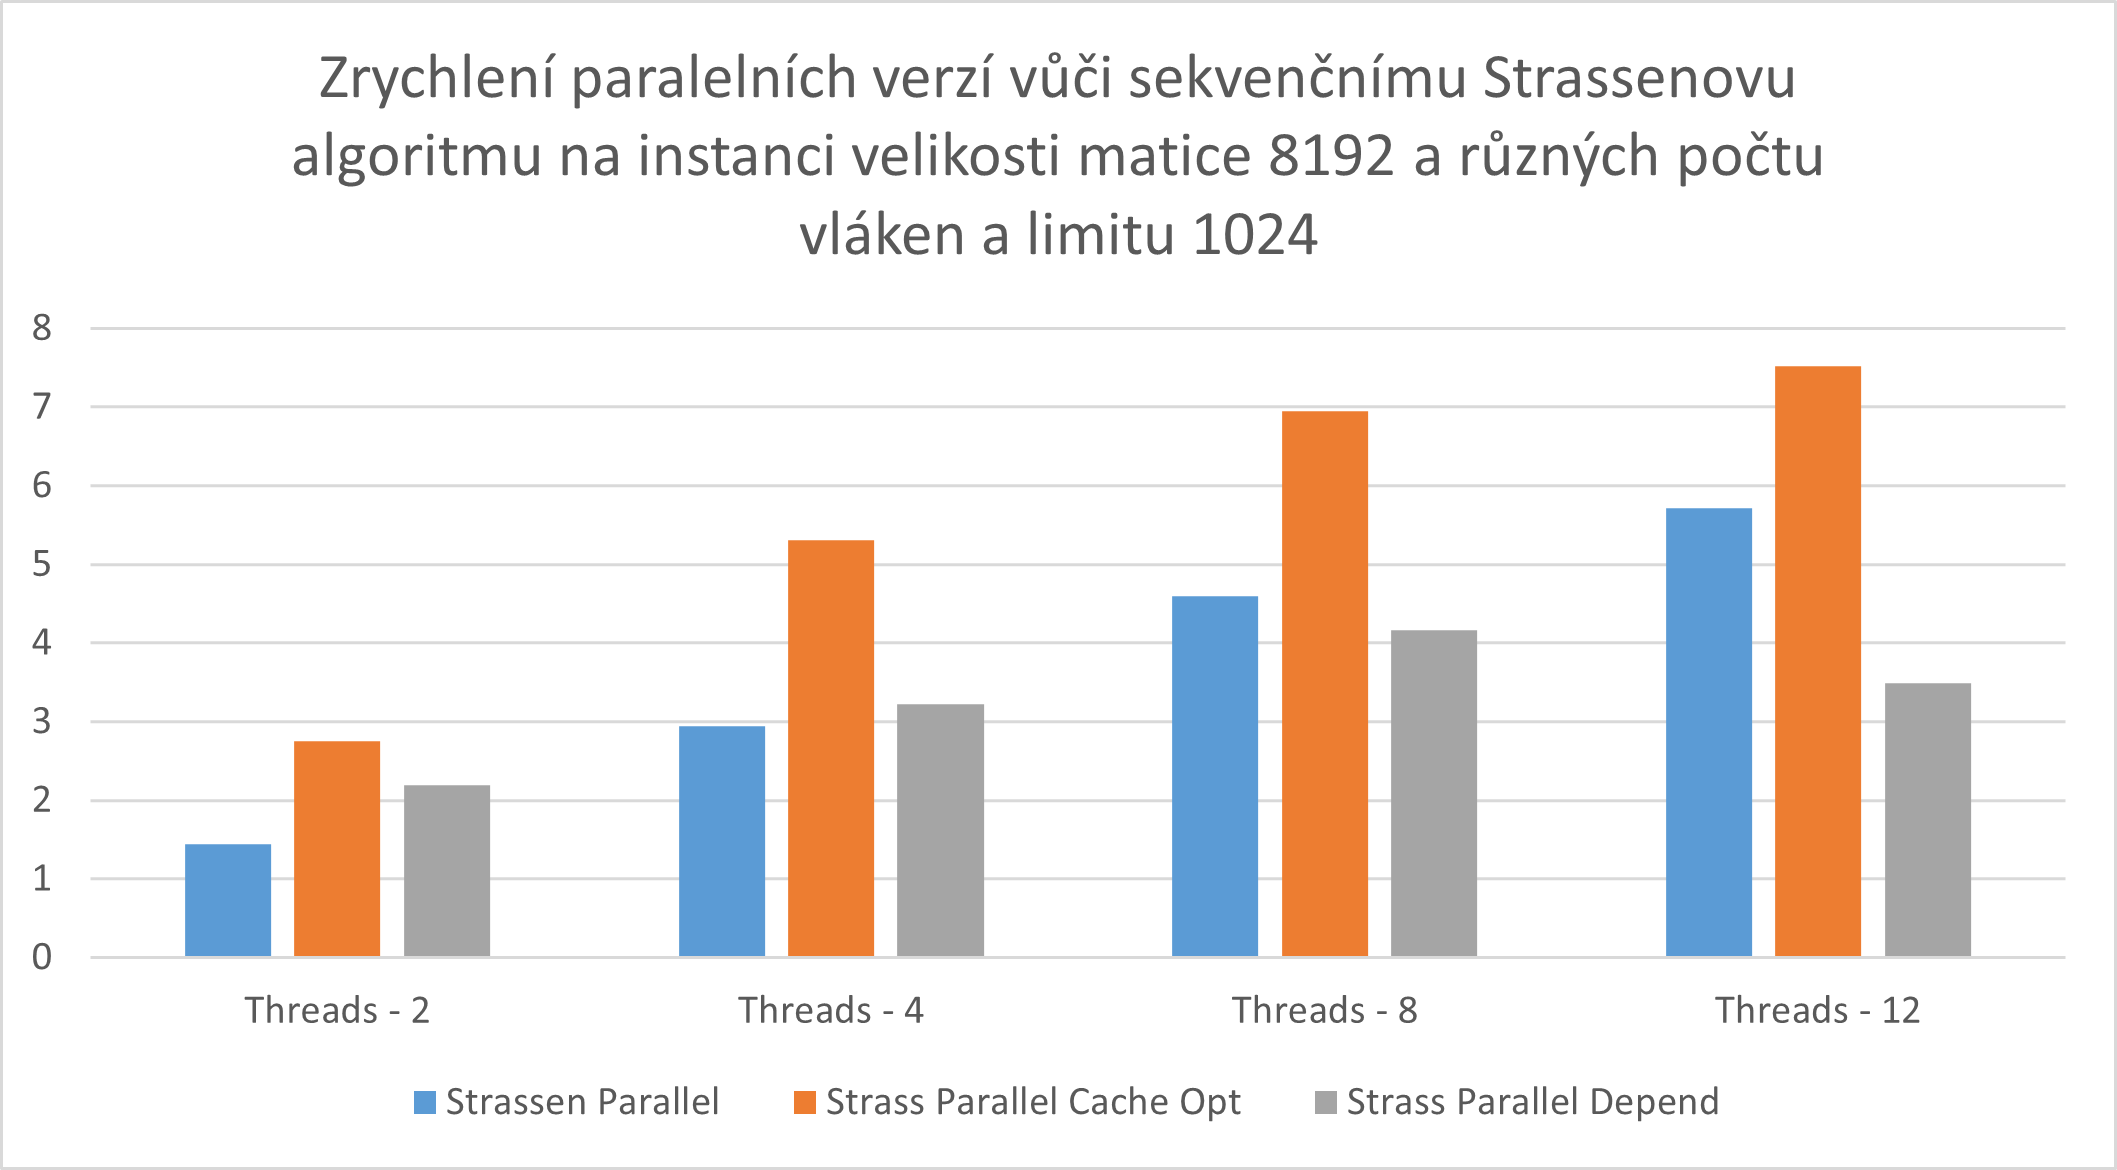 Zrychlení paralelních verzí vůči sekvenčnímu Strassenovu
algoritmu na instanci velikosti matice 8192 a různých počtu
vláken a limitu 1024
8
7
6
5
4
3
2
1
0
Threads - 2 Threads - 4 Threads - 8 Threads - 12
Strassen Parallel Strass Parallel Cache Opt Strass Parallel Depend